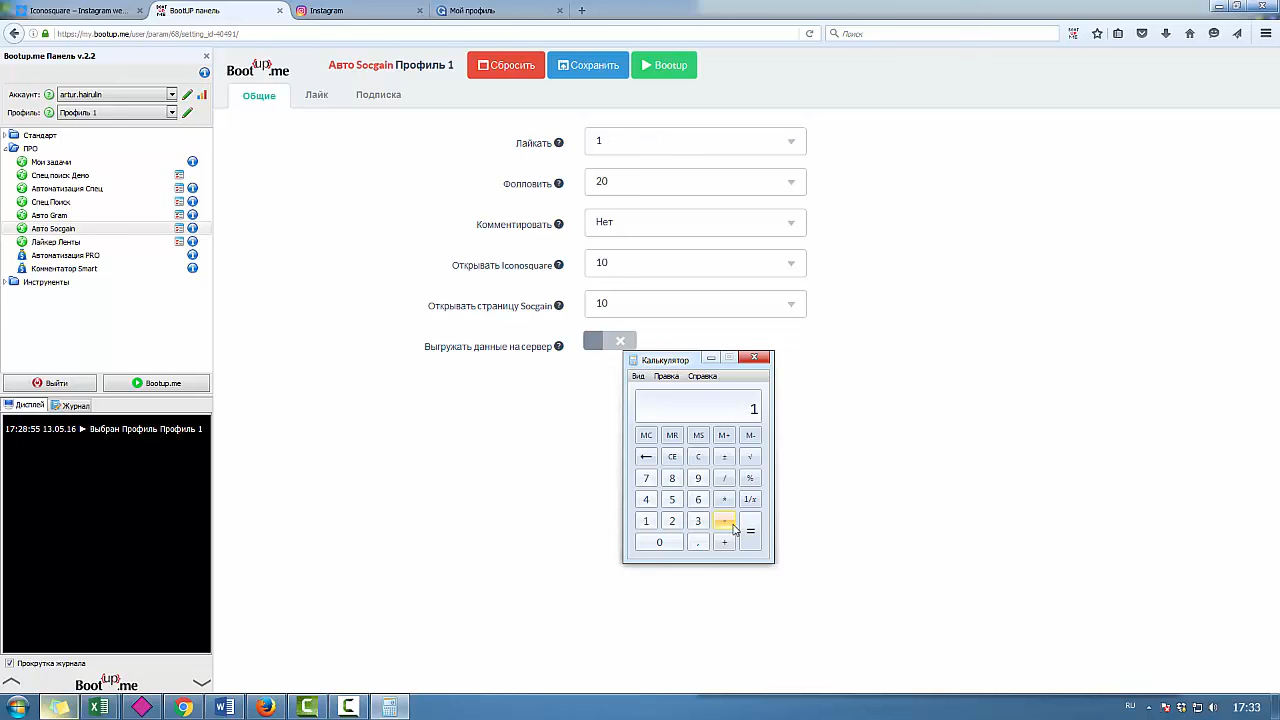 Iconosquare – Instagram we...
BootUP панель
Instagram
Мой профиль
https://my.bootup.me/user/param/68/setting_id-40491/
Поиск
Bootup.me Панель v.2.2
Аккаунт: artur.hairulin
Профиль: Профиль 1
Стандарт
ПРО
Мои задачи
Спец поиск Демо
Автоматизация Спец
Спец Поиск
Авто Gram
Авто Socgain
Лайкер Ленты
Автоматизация PRO
Комментатор Smart
Инструменты
Выйти
Bootup.me
Дисплей
Журнал
17:28:55 13.05.16 ► Выбран Профиль Профиль 1
Прокрутка журнала
Bootup.me
Bootup.me
Авто Socgain Профиль 1
Сбросить
Сохранить
Bootup
Общие
Лайк
Подписка
Лайкать 1
Фолловить 20
Комментировать Нет
Открывать Iconosquare 10
Открывать страницу Socgain 10
Выгружать данные на сервер
Калькулятор
Вид Правка Справка
1
MC MR MS M+ M-
← CE C ± √
7 8 9 / %
4 5 6 * 1/x
1 2 3 - =
0 , +
RU
17:33